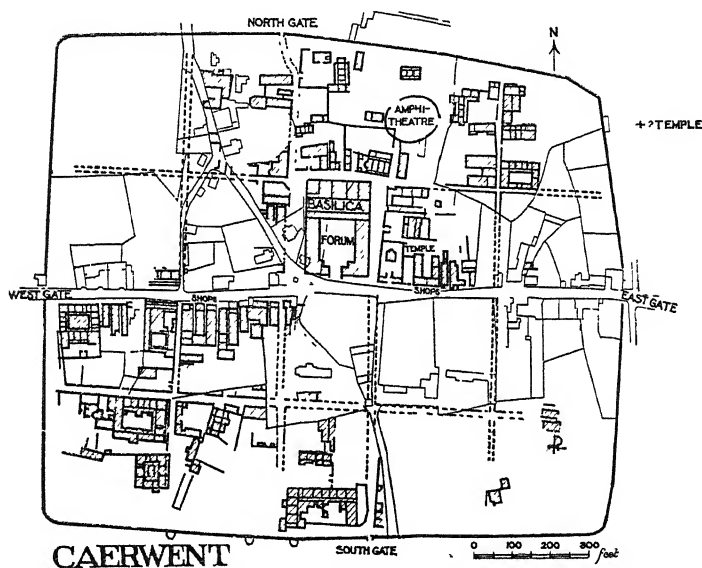 NORTH GATE
N
AMPHI-
THEATRE
+ ? TEMPLE
BASILICA
FORUM
TEMPLE
WEST GATE
SHOPS
SHOPS
EAST GATE
CAERWENT
SOUTH GATE
0 100 200 300 feet